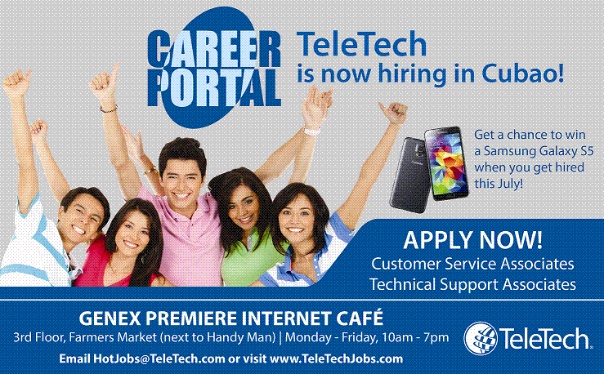 CAREER
PORTAL
TeleTech
is now hiring in Cubao!
Get a chance to win
a Samsung Galaxy S5
when you get hired
this July!
APPLY NOW!
Customer Service Associates
Technical Support Associates
GENEX PREMIERE INTERNET CAFÉ
3rd Floor, Farmers Market (next to Handy Man) | Monday - Friday, 10am - 7pm
Email HotJobs@TeleTech.com or visit www.TeleTechJobs.com
TeleTech®